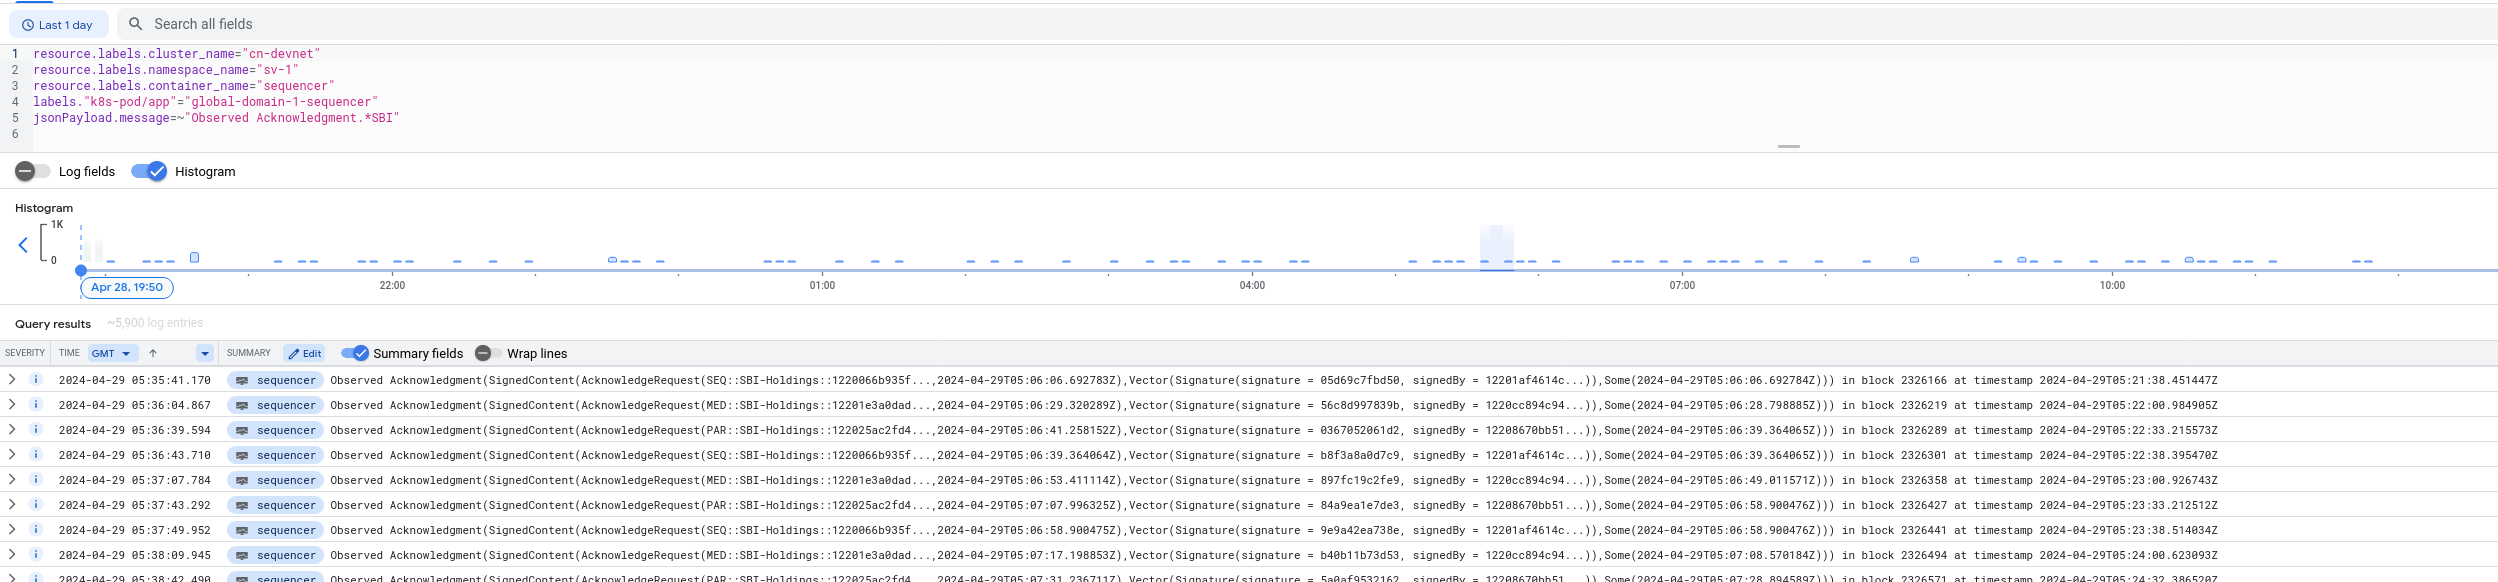 Last 1 day Search all fields
1 resource.labels.cluster_name="cn-devnet"
2 resource.labels.namespace_name="sv-1"
3 resource.labels.container_name="sequencer"
4 labels."k8s-pod/app"="global-domain-1-sequencer"
5 jsonPayload.message=~"Observed Acknowledgment.*SBI"
6
Log fields Histogram
Histogram
1K
0
Apr 28, 19:50 22:00 01:00 04:00 07:00 10:00
Query results ~5,900 log entries
SEVERITY TIME GMT SUMMARY Edit Summary fields Wrap lines
2024-04-29 05:35:41.170 sequencer Observed Acknowledgment(SignedContent(AcknowledgeRequest(SEQ::SBI-Holdings::1220066b935f...,2024-04-29T05:06:06.692783Z),Vector(Signature(signature = 05d69c7fbd50, signedBy = 12201af4614c...)),Some(2024-04-29T05:06:06.692784Z))) in block 2326166 at timestamp 2024-04-29T05:21:38.451447Z
2024-04-29 05:36:04.867 sequencer Observed Acknowledgment(SignedContent(AcknowledgeRequest(MED::SBI-Holdings::12201e3a0dad...,2024-04-29T05:06:29.320289Z),Vector(Signature(signature = 56c8d997839b, signedBy = 1220cc894c94...)),Some(2024-04-29T05:06:28.798885Z))) in block 2326219 at timestamp 2024-04-29T05:22:00.984905Z
2024-04-29 05:36:39.594 sequencer Observed Acknowledgment(SignedContent(AcknowledgeRequest(PAR::SBI-Holdings::122025ac2fd4...,2024-04-29T05:06:41.258152Z),Vector(Signature(signature = 0367052061d2, signedBy = 12208670bb51...)),Some(2024-04-29T05:06:39.364065Z))) in block 2326289 at timestamp 2024-04-29T05:22:33.215573Z
2024-04-29 05:36:43.710 sequencer Observed Acknowledgment(SignedContent(AcknowledgeRequest(SEQ::SBI-Holdings::1220066b935f...,2024-04-29T05:06:39.364064Z),Vector(Signature(signature = b8f3a8a0d7c9, signedBy = 12201af4614c...)),Some(2024-04-29T05:06:39.364065Z))) in block 2326301 at timestamp 2024-04-29T05:22:38.395470Z
2024-04-29 05:37:07.784 sequencer Observed Acknowledgment(SignedContent(AcknowledgeRequest(MED::SBI-Holdings::12201e3a0dad...,2024-04-29T05:06:53.411114Z),Vector(Signature(signature = 897fc19c2fe9, signedBy = 1220cc894c94...)),Some(2024-04-29T05:06:49.011571Z))) in block 2326358 at timestamp 2024-04-29T05:23:00.926743Z
2024-04-29 05:37:43.292 sequencer Observed Acknowledgment(SignedContent(AcknowledgeRequest(PAR::SBI-Holdings::122025ac2fd4...,2024-04-29T05:07:07.996325Z),Vector(Signature(signature = 84a9ea1e7de3, signedBy = 12208670bb51...)),Some(2024-04-29T05:06:58.900476Z))) in block 2326427 at timestamp 2024-04-29T05:23:33.212512Z
2024-04-29 05:37:49.952 sequencer Observed Acknowledgment(SignedContent(AcknowledgeRequest(SEQ::SBI-Holdings::1220066b935f...,2024-04-29T05:06:58.900475Z),Vector(Signature(signature = 9e9a42ea738e, signedBy = 12201af4614c...)),Some(2024-04-29T05:06:58.900476Z))) in block 2326441 at timestamp 2024-04-29T05:23:38.514034Z
2024-04-29 05:38:09.945 sequencer Observed Acknowledgment(SignedContent(AcknowledgeRequest(MED::SBI-Holdings::12201e3a0dad...,2024-04-29T05:07:17.198853Z),Vector(Signature(signature = b40b11b73d53, signedBy = 1220cc894c94...)),Some(2024-04-29T05:07:08.570184Z))) in block 2326494 at timestamp 2024-04-29T05:24:00.623093Z
2024-04-29 05:38:42.490 sequencer Observed Acknowledgment(SignedContent(AcknowledgeRequest(PAR::SBI-Holdings::122025ac2fd4...,2024-04-29T05:07:31.236711Z),Vector(Signature(signature = 5a0af9532162, signedBy = 12208670bb51...)),Some(2024-04-29T05:07:28.894589Z))) in block 2326571 at timestamp 2024-04-29T05:24:32.386520Z